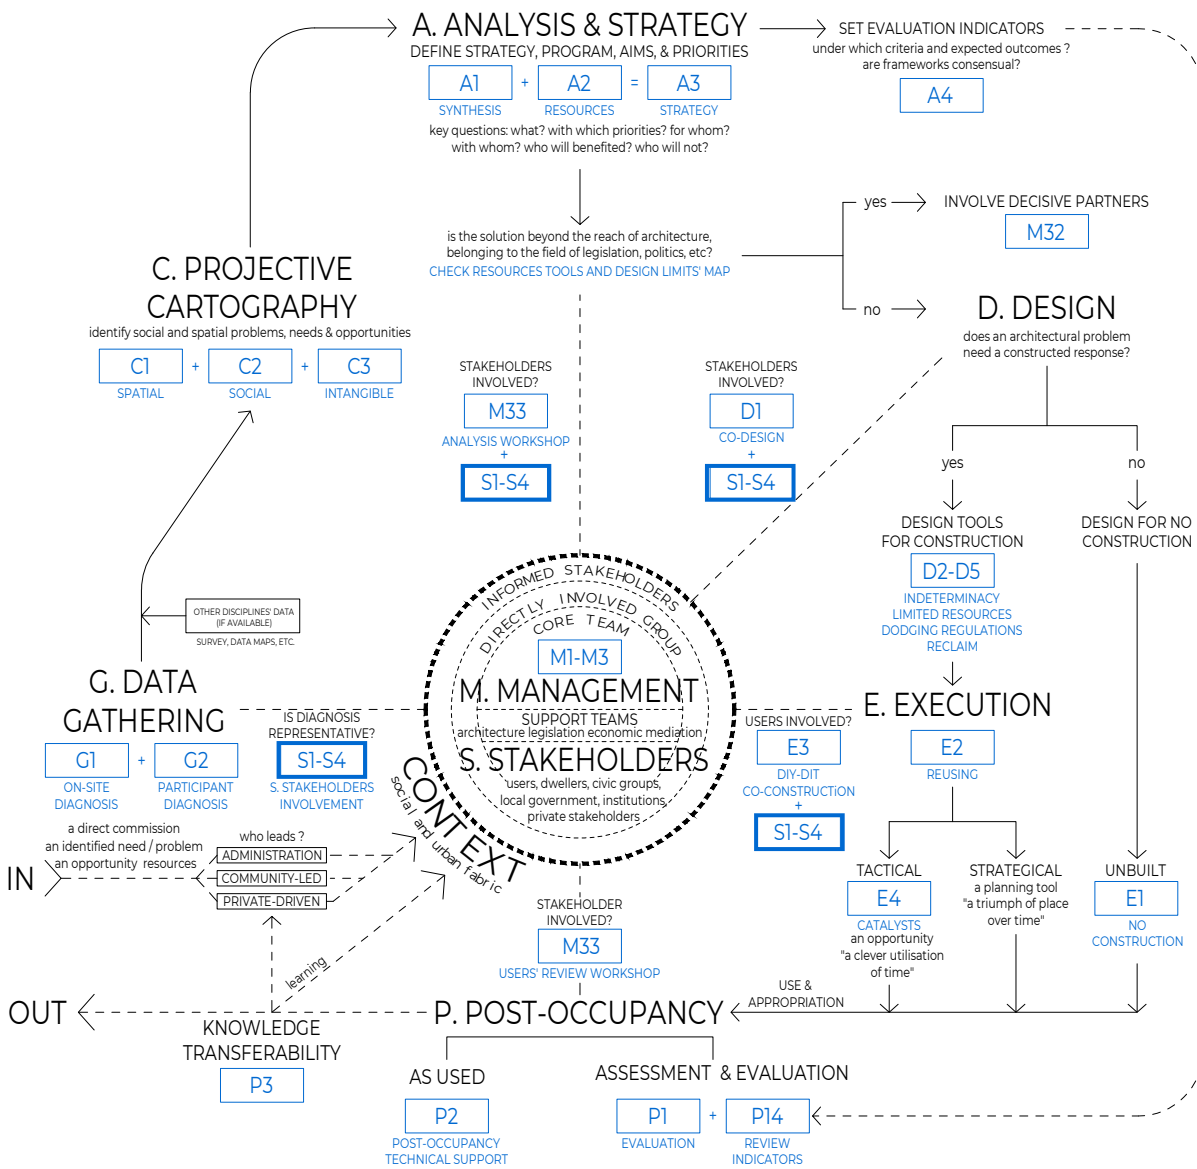 A. ANALYSIS & STRATEGY
DEFINE STRATEGY, PROGRAM, AIMS, & PRIORITIES
A1 + A2 = A3
SYNTHESIS RESOURCES STRATEGY
key questions: what? with which priorities? for whom?
with whom? who will benefited? who will not?
SET EVALUATION INDICATORS
under which criteria and expected outcomes ?
are frameworks consensual?
A4
is the solution beyond the reach of architecture,
belonging to the field of legislation, politics, etc?
CHECK RESOURCES TOOLS AND DESIGN LIMITS' MAP
yes
INVOLVE DECISIVE PARTNERS
M32
no
D. DESIGN
does an architectural problem
need a constructed response?
C. PROJECTIVE
CARTOGRAPHY
identify social and spatial problems, needs & opportunities
C1 + C2 + C3
SPATIAL SOCIAL INTANGIBLE
STAKEHOLDERS
INVOLVED?
M33
ANALYSIS WORKSHOP
+
S1-S4
STAKEHOLDERS
INVOLVED?
D1
CO-DESIGN
+
S1-S4
yes
no
DESIGN TOOLS
FOR CONSTRUCTION
D2-D5
INDETERMINACY
LIMITED RESOURCES
DODGING REGULATIONS
RECLAIM
DESIGN FOR NO
CONSTRUCTION
OTHER DISCIPLINES' DATA
(IF AVAILABLE)
SURVEY, DATA MAPS, ETC.
G. DATA
GATHERING
G1 + G2
ON-SITE
DIAGNOSIS
PARTICIPANT
DIAGNOSIS
IS DIAGNOSIS
REPRESENTATIVE?
S1-S4
S. STAKEHOLDERS
INVOLVEMENT
INFORMED STAKEHOLDERS
DIRECTLY INVOLVED GROUP
CORE TEAM
M1-M3
M. MANAGEMENT
SUPPORT TEAMS
architecture legislation economic mediation
S. STAKEHOLDERS
users, dwellers, civic groups,
local government, institutions,
private stakeholders
CONTEXT
social and urban fabric
USERS INVOLVED?
E3
DIY-DIT
CO-CONSTRUCTiON
+
S1-S4
E. EXECUTION
E2
REUSING
TACTICAL
E4
CATALYSTS
an opportunity
"a clever utilisation
of time"
STRATEGICAL
a planning tool
"a triumph of place
over time"
UNBUILT
E1
NO
CONSTRUCTION
IN
a direct commission
an identified need / problem
an opportunity resources
who leads ?
ADMINISTRATION
COMMUNITY-LED
PRIVATE-DRIVEN
learning
STAKEHOLDER
INVOLVED?
M33
USERS' REVIEW WORKSHOP
USE &
APPROPRIATION
OUT
P. POST-OCCUPANCY
KNOWLEDGE
TRANSFERABILITY
P3
AS USED
P2
POST-OCCUPANCY
TECHNICAL SUPPORT
ASSESSMENT & EVALUATION
P1 + P14
EVALUATION
REVIEW
INDICATORS